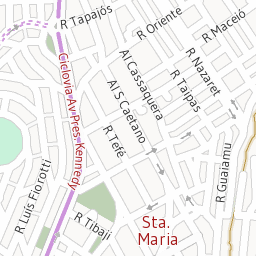 R Tapajós
R Oriente
R Maceió
Ciclovia Av Pres. Kennedy
Al Cassaquera
Al S Caetano
R Nazaret
R Taipas
R Tefé
R Guaiamu
R Luís Fiorotti
R Tibaji
Sta.
Maria